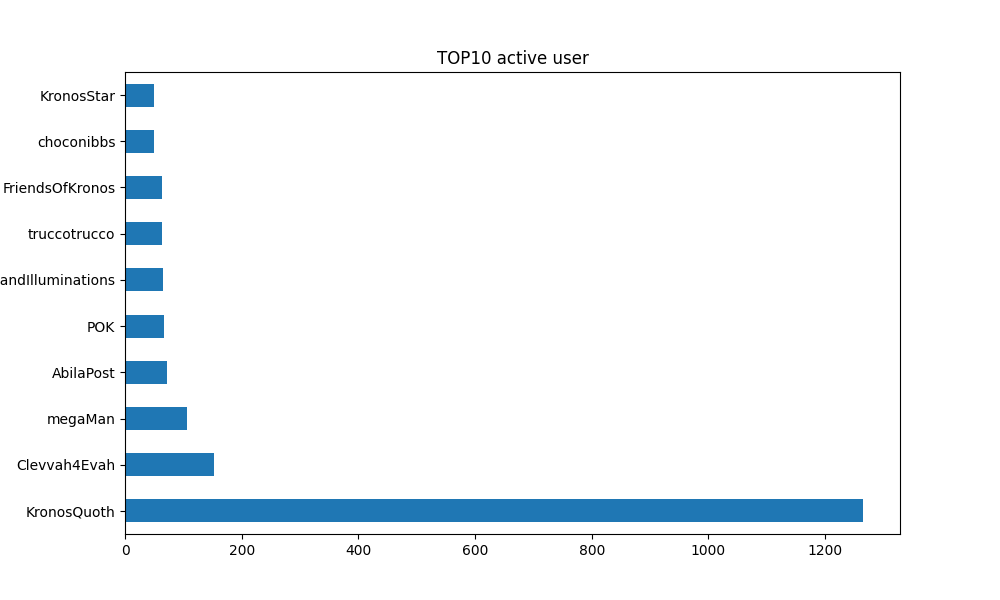 TOP10 active user
KronosStar
choconibbs
FriendsOfKronos
truccotrucco
andIlluminations
POK
AbilaPost
megaMan
Clevvah4Evah
KronosQuoth
0 200 400 600 800 1000 1200